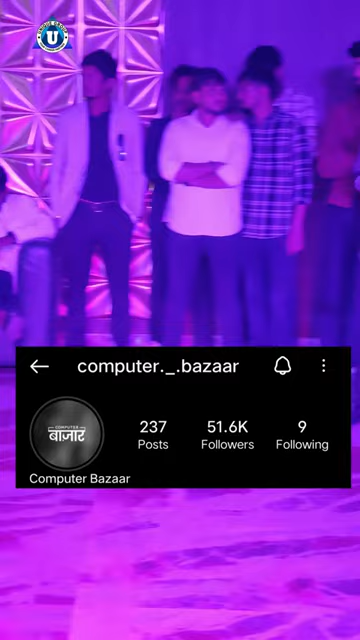 U
computer._.bazaar
COMPUTER
बाज़ार
237
Posts
51.6K
Followers
9
Following
Computer Bazaar